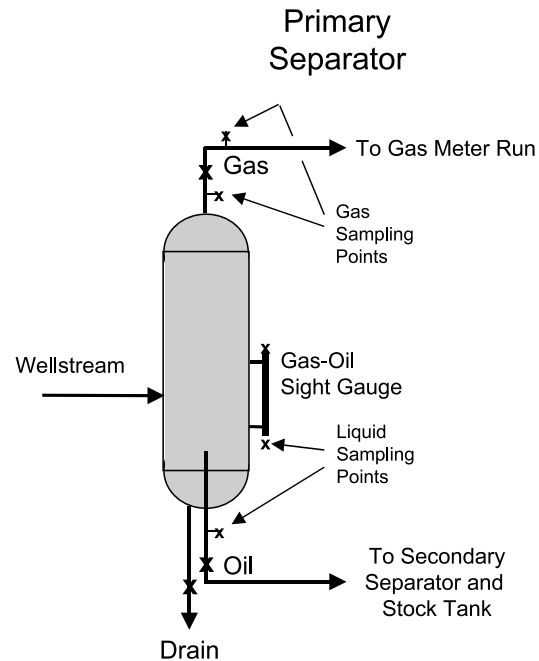 Primary
Separator
To Gas Meter Run
Gas
Gas
Sampling
Points
Wellstream
Gas-Oil
Sight Gauge
Liquid
Sampling
Points
Oil
To Secondary
Separator and
Stock Tank
Drain